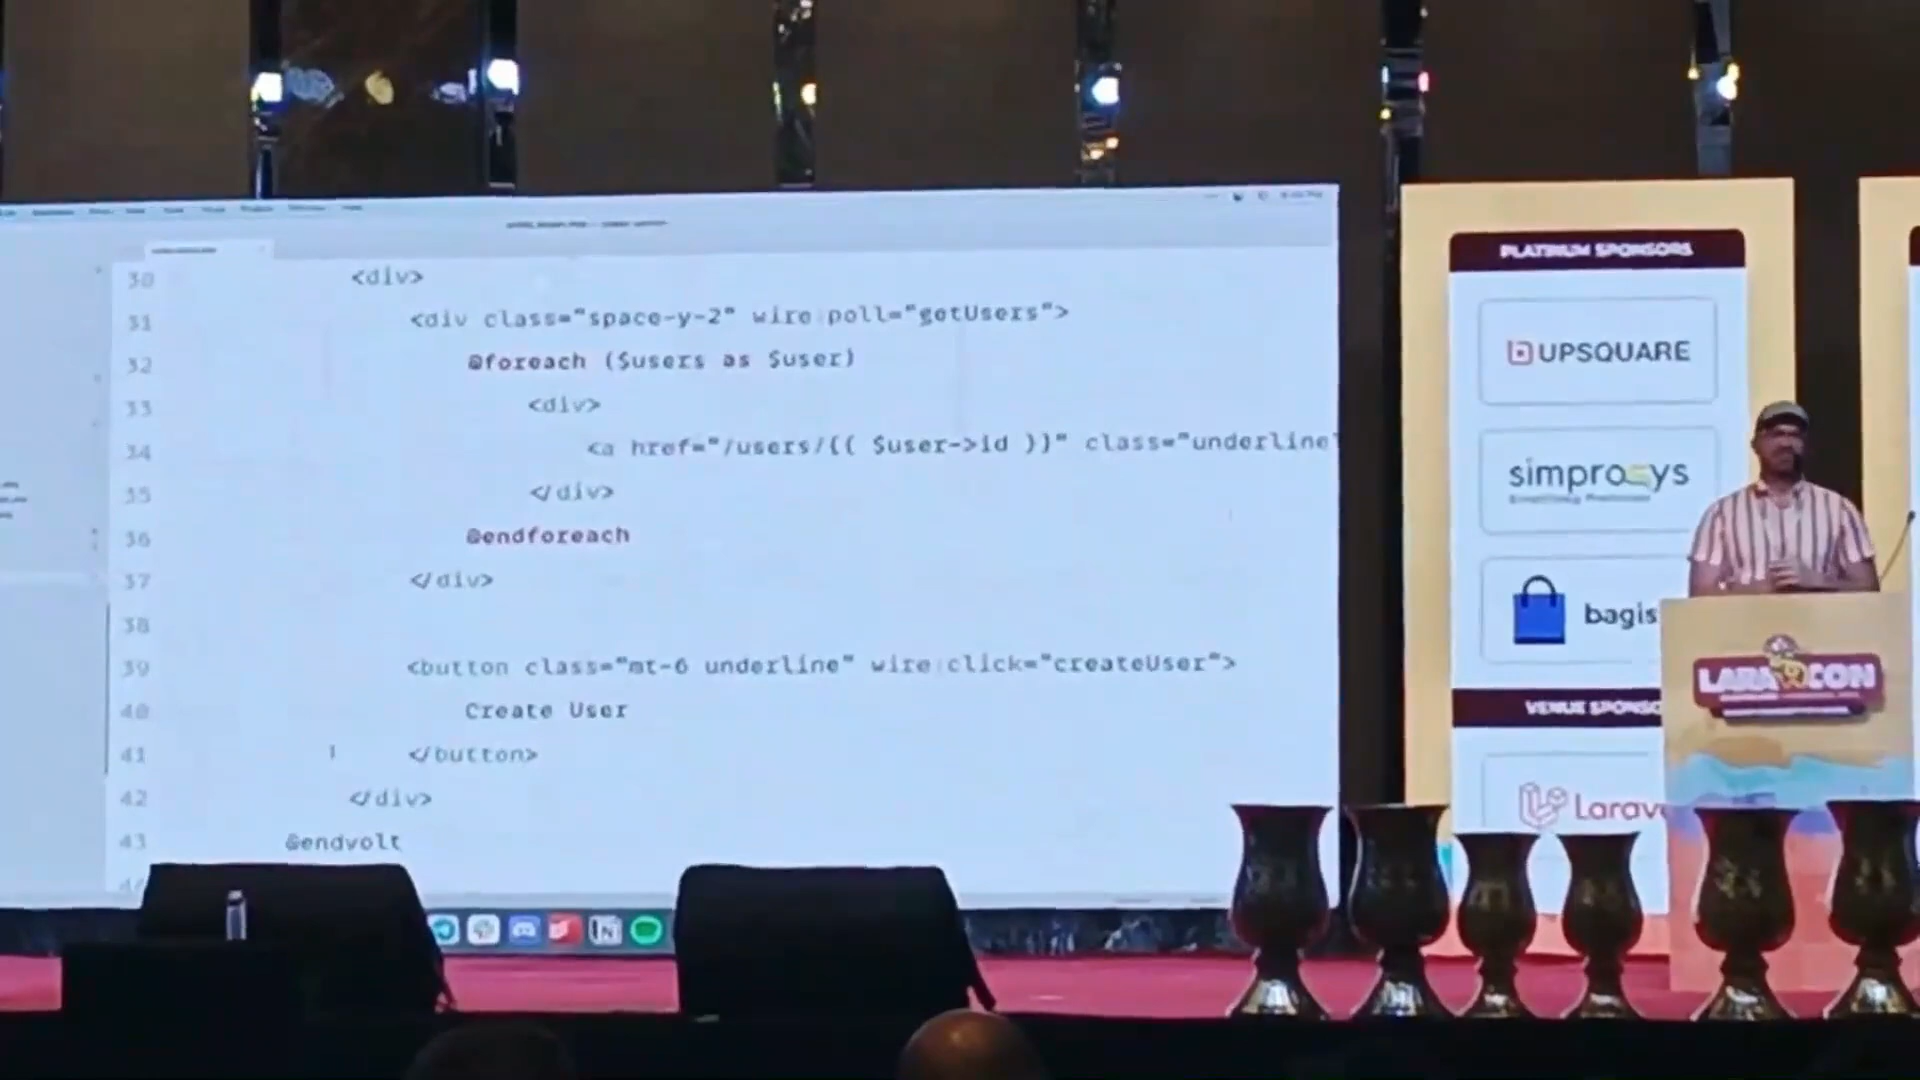 30 <div>
31 <div class="space-y-2" wire:poll="getUsers">
32 @foreach ($users as $user)
33 <div>
34 <a href="/users/{{ $user->id }}" class="underline"
35 </div>
36 @endforeach
37 </div>
38
39 <button class="mt-6 underline" wire:click="createUser">
40 Create User
41 </button>
42 </div>
43 @endvolt
PLATINUM SPONSORS
UPSQUARE
simprosys
bagis
VENUE SPONSO
Larav
LARACON